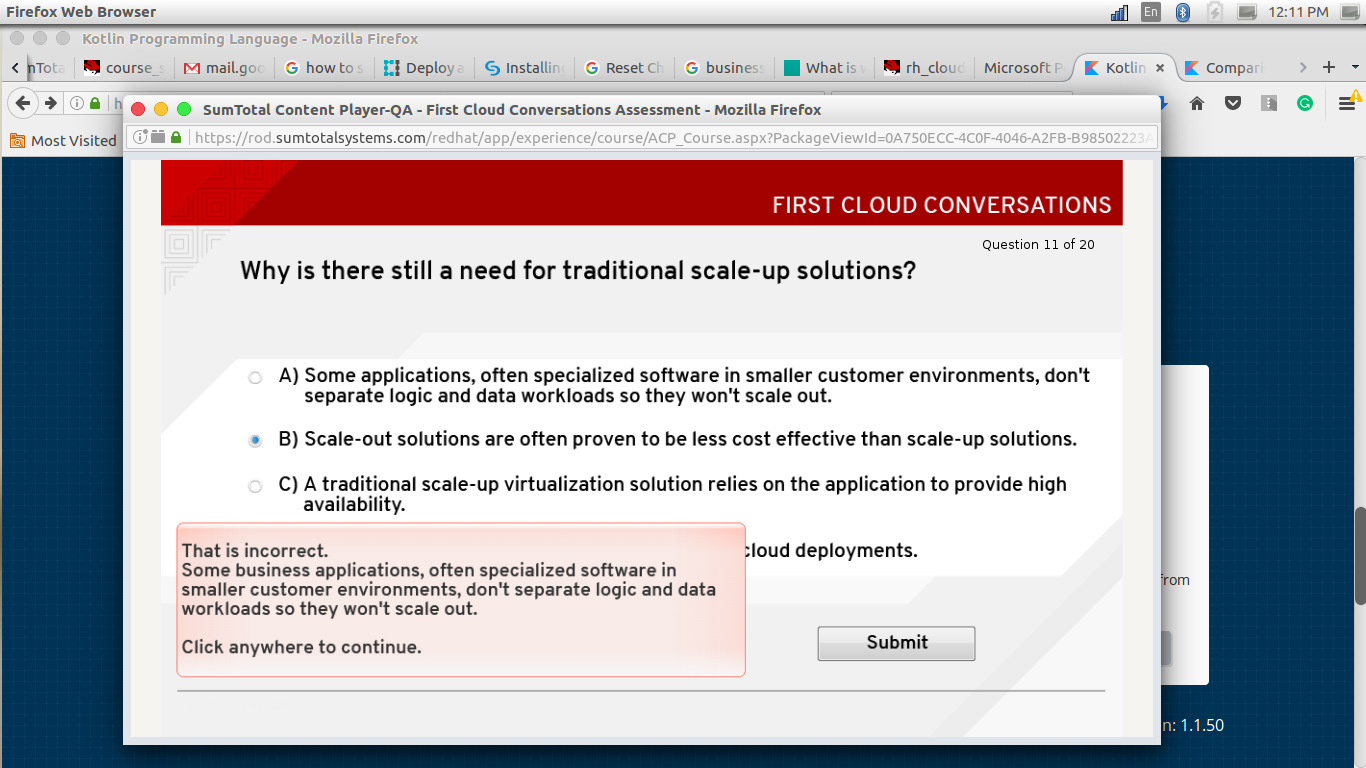 Firefox Web Browser
En
12:11 PM
Kotlin Programming Language - Mozilla Firefox
course_s
mail.goo
how to s
Deploy a
Installin
Reset Ch
business
What is
rh_cloud
Microsoft P
Kotlin
Compari
Most Visited
SumTotal Content Player-QA - First Cloud Conversations Assessment - Mozilla Firefox
https://rod.sumtotalsystems.com/redhat/app/experience/course/ACP_Course.aspx?PackageViewId=0A750ECC-4C0F-4046-A2FB-B98502223A
FIRST CLOUD CONVERSATIONS
Question 11 of 20
Why is there still a need for traditional scale-up solutions?
A) Some applications, often specialized software in smaller customer environments, don't
separate logic and data workloads so they won't scale out.
B) Scale-out solutions are often proven to be less cost effective than scale-up solutions.
C) A traditional scale-up virtualization solution relies on the application to provide high
availability.
cloud deployments.
That is incorrect.
Some business applications, often specialized software in
smaller customer environments, don't separate logic and data
workloads so they won't scale out.
Click anywhere to continue.
Submit
from
n: 1.1.50